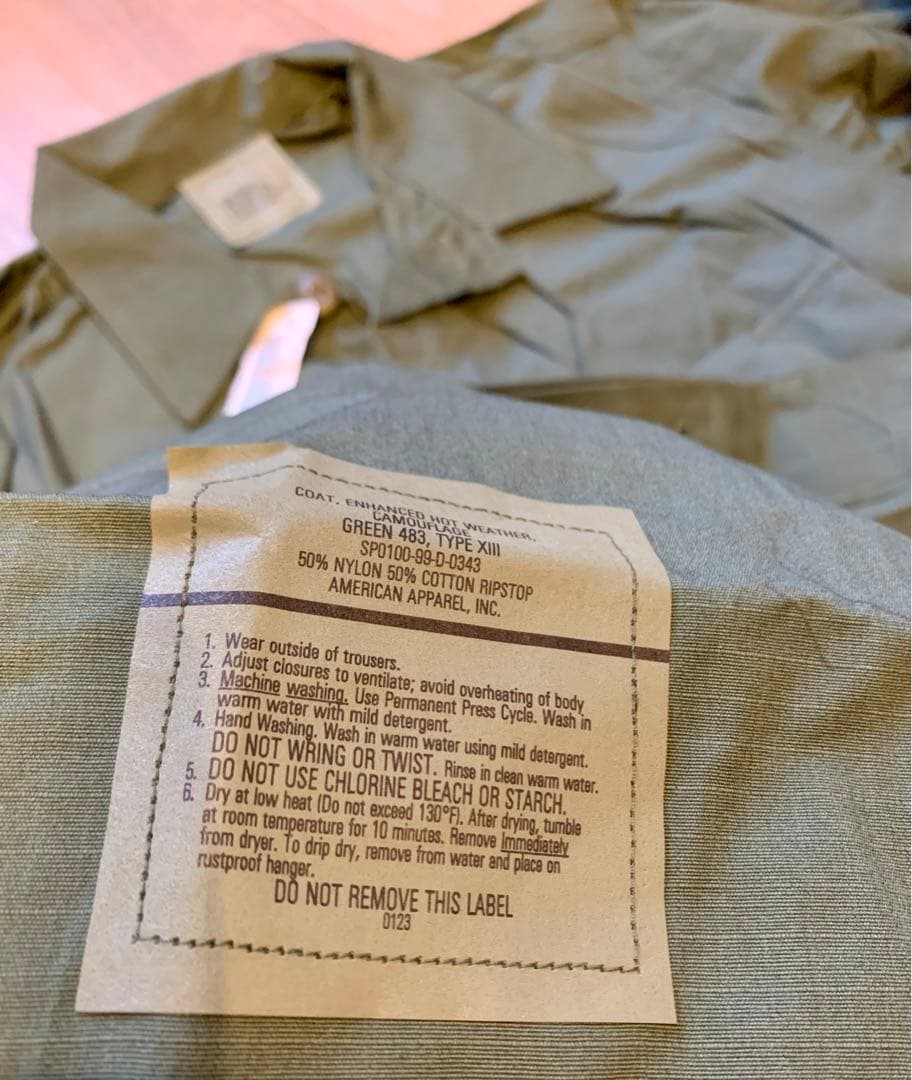 COAT, ENHANCED HOT WEATHER,
CAMOUFLAGE
GREEN 483, TYPE XIII
SP0100-99-D-0343
50% NYLON 50% COTTON RIPSTOP
AMERICAN APPAREL, INC.
1. Wear outside of trousers.
2. Adjust closures to ventilate; avoid overheating of body
3. Machine washing. Use Permanent Press Cycle. Wash in
warm water with mild detergent.
4. Hand Washing. Wash in warm water using mild detergent.
DO NOT WRING OR TWIST. Rinse in clean warm water.
5. DO NOT USE CHLORINE BLEACH OR STARCH.
6. Dry at low heat (Do not exceed 130°F). After drying, tumble
at room temperature for 10 minutes. Remove Immediately
from dryer. To drip dry, remove from water and place on
rustproof hanger.
DO NOT REMOVE THIS LABEL
0123